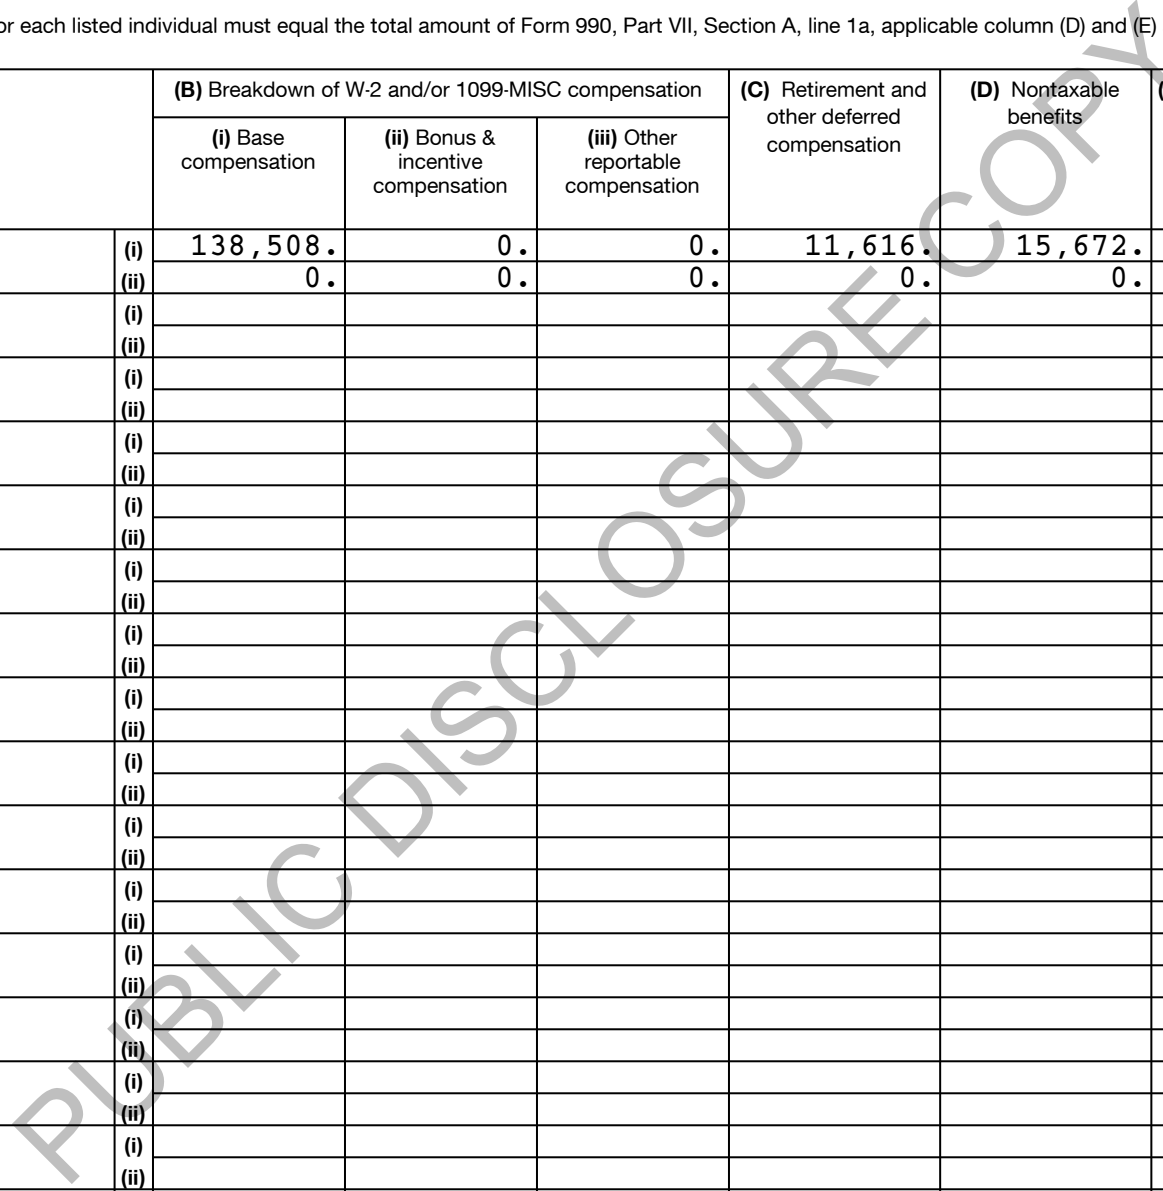 or each listed individual must equal the total amount of Form 990, Part VII, Section A, line 1a, applicable column (D) and (E)
(B) Breakdown of W-2 and/or 1099-MISC compensation
(C) Retirement and
other deferred
compensation
(D) Nontaxable
benefits
(
(i) Base
compensation
(ii) Bonus &
incentive
compensation
(iii) Other
reportable
compensation
(i) 138,508. 0. 0. 11,616. 15,672.
(ii) 0. 0. 0. 0. 0.
(i)
(ii)
(i)
(ii)
(i)
(ii)
(i)
(ii)
(i)
(ii)
(i)
(ii)
(i)
(ii)
(i)
(ii)
(i)
(ii)
(i)
(ii)
(i)
(ii)
(i)
(ii)
(i)
(ii)
(i)
(ii)
PUBLIC DISCLOSURE COPY